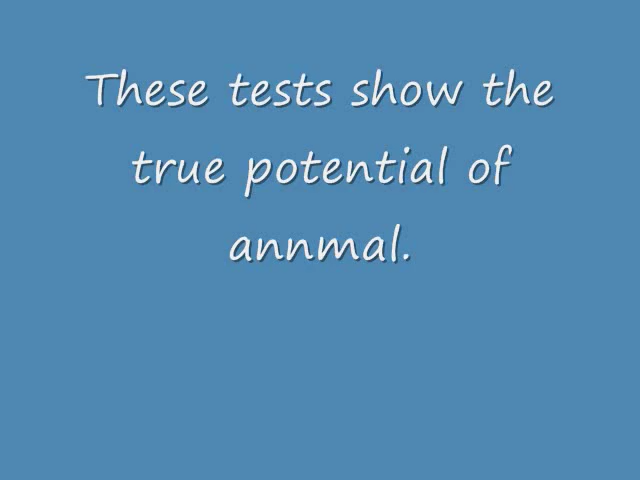 These tests show the
true potential of
annmal.